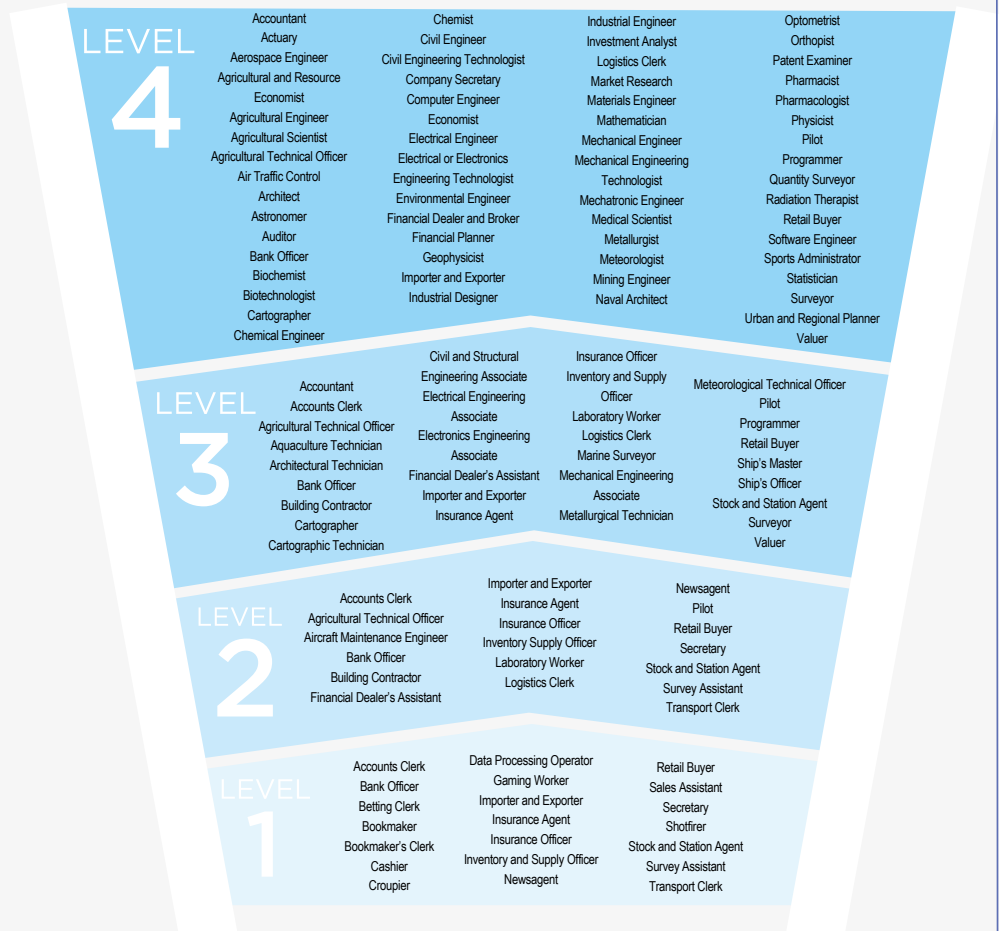 LEVEL
4
Accountant
Actuary
Aerospace Engineer
Agricultural and Resource
Economist
Agricultural Engineer
Agricultural Scientist
Agricultural Technical Officer
Air Traffic Control
Architect
Astronomer
Auditor
Bank Officer
Biochemist
Biotechnologist
Cartographer
Chemical Engineer
Chemist
Civil Engineer
Civil Engineering Technologist
Company Secretary
Computer Engineer
Economist
Electrical Engineer
Electrical or Electronics
Engineering Technologist
Environmental Engineer
Financial Dealer and Broker
Financial Planner
Geophysicist
Importer and Exporter
Industrial Designer
Industrial Engineer
Investment Analyst
Logistics Clerk
Market Research
Materials Engineer
Mathematician
Mechanical Engineer
Mechanical Engineering
Technologist
Mechatronic Engineer
Medical Scientist
Metallurgist
Meteorologist
Mining Engineer
Naval Architect
Optometrist
Orthopist
Patent Examiner
Pharmacist
Pharmacologist
Physicist
Pilot
Programmer
Quantity Surveyor
Radiation Therapist
Retail Buyer
Software Engineer
Sports Administrator
Statistician
Surveyor
Urban and Regional Planner
Valuer
LEVEL
3
Accountant
Accounts Clerk
Agricultural Technical Officer
Aquaculture Technician
Architectural Technician
Bank Officer
Building Contractor
Cartographer
Cartographic Technician
Civil and Structural
Engineering Associate
Electrical Engineering
Associate
Electronics Engineering
Associate
Financial Dealer's Assistant
Importer and Exporter
Insurance Agent
Insurance Officer
Inventory and Supply
Officer
Laboratory Worker
Logistics Clerk
Marine Surveyor
Mechanical Engineering
Associate
Metallurgical Technician
Meteorological Technical Officer
Pilot
Programmer
Retail Buyer
Ship's Master
Ship's Officer
Stock and Station Agent
Surveyor
Valuer
LEVEL
2
Accounts Clerk
Agricultural Technical Officer
Aircraft Maintenance Engineer
Bank Officer
Building Contractor
Financial Dealer's Assistant
Importer and Exporter
Insurance Agent
Insurance Officer
Inventory Supply Officer
Laboratory Worker
Logistics Clerk
Newsagent
Pilot
Retail Buyer
Secretary
Stock and Station Agent
Survey Assistant
Transport Clerk
LEVEL
1
Accounts Clerk
Bank Officer
Betting Clerk
Bookmaker
Bookmaker's Clerk
Cashier
Croupier
Data Processing Operator
Gaming Worker
Importer and Exporter
Insurance Agent
Insurance Officer
Inventory and Supply Officer
Newsagent
Retail Buyer
Sales Assistant
Secretary
Shotfirer
Stock and Station Agent
Survey Assistant
Transport Clerk